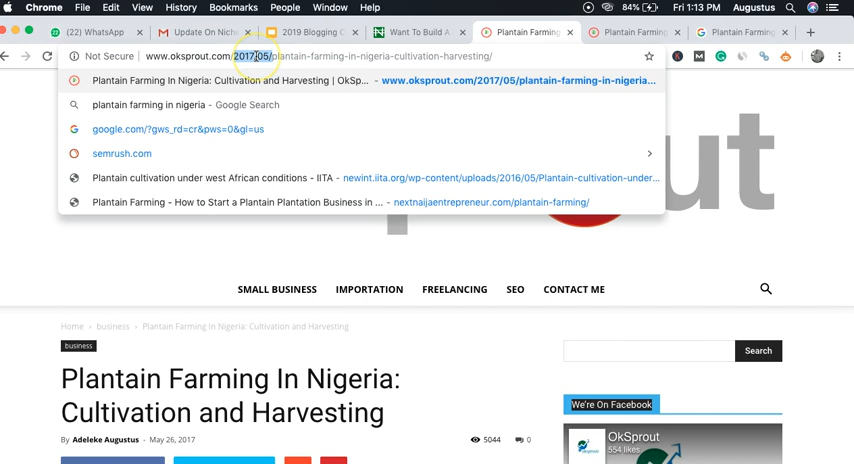 Chrome File Edit View History Bookmarks People Window Help 84% Fri 1:13 PM Augustus
(22) WhatsApp Update On Niche 2019 Blogging C Want To Build A Plantain Farming Plantain Farming Plantain Farming
Not Secure www.oksprout.com/2017/05/plantain-farming-in-nigeria-cultivation-harvesting/
Plantain Farming In Nigeria: Cultivation and Harvesting | OkSp... - www.oksprout.com/2017/05/plantain-farming-in-nigeria...
plantain farming in nigeria - Google Search
google.com/?gws_rd=cr&pws=0&gl=us
semrush.com
Plantain cultivation under west African conditions - IITA - newint.iita.org/wp-content/uploads/2016/05/Plantain-cultivation-under...
Plantain Farming - How to Start a Plantain Plantation Business in ... - nextnaijaentrepreneur.com/plantain-farming/
SMALL BUSINESS IMPORTATION FREELANCING SEO CONTACT ME
Home business Plantain Farming In Nigeria: Cultivation and Harvesting
business
Search
Plantain Farming In Nigeria:
Cultivation and Harvesting
We're On Facebook
By Adeleke Augustus - May 26, 2017 5044 0
OkSprout